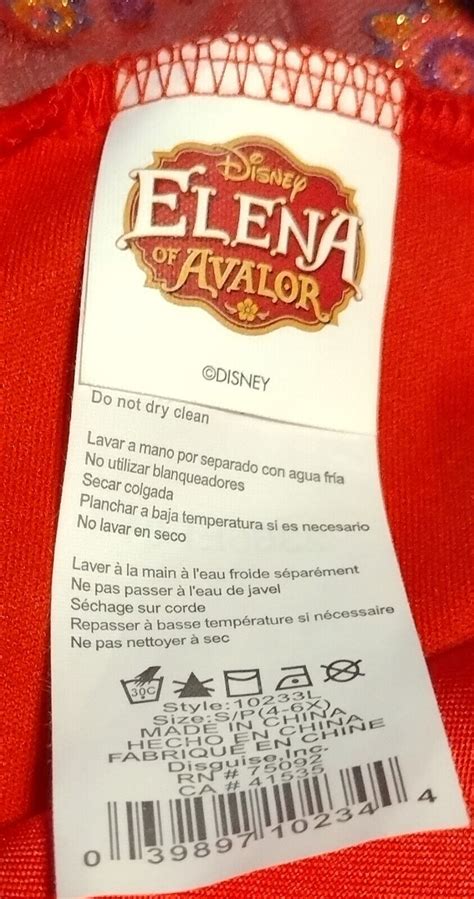 DISNEY
ELENA
OF AVALOR
©DISNEY
Do not dry clean
Lavar a mano por separado con agua fría
No utilizar blanqueadores
Secar colgada
Planchar a baja temperatura si es necesario
No lavar en seco
Laver à la main à l'eau froide séparément
Ne pas passer à l'eau de javel
Séchage sur corde
Repasser à basse température si nécessaire
Ne pas nettoyer à sec
30C
Style:10233L
Size:S/P(4-6X)
MADE IN CHINA
HECHO EN CHINA
FABRIQUÉ EN CHINE
Disguise,Inc.
RN # 75092
CA # 41535
0 39897 10234 4